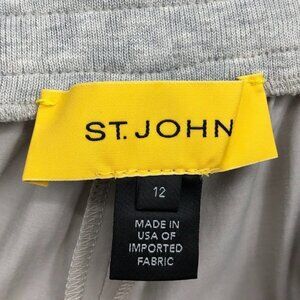 ST. JOHN
12
MADE IN
USA OF
IMPORTED
FABRIC